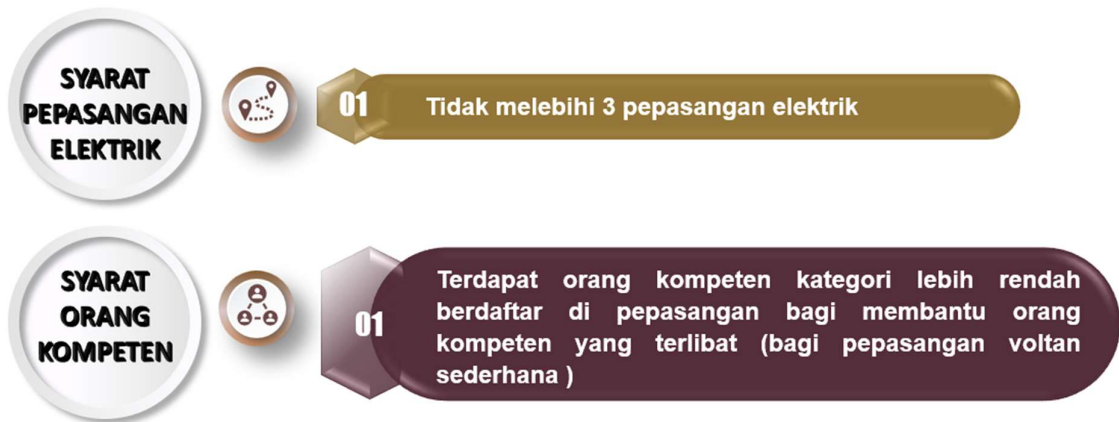 SYARAT
PEPASANGAN
ELEKTRIK
01
Tidak melebihi 3 pepasangan elektrik
SYARAT
ORANG
KOMPETEN
01
Terdapat orang kompeten kategori lebih rendah
berdaftar di pepasangan bagi membantu orang
kompeten yang terlibat (bagi pepasangan voltan
sederhana )